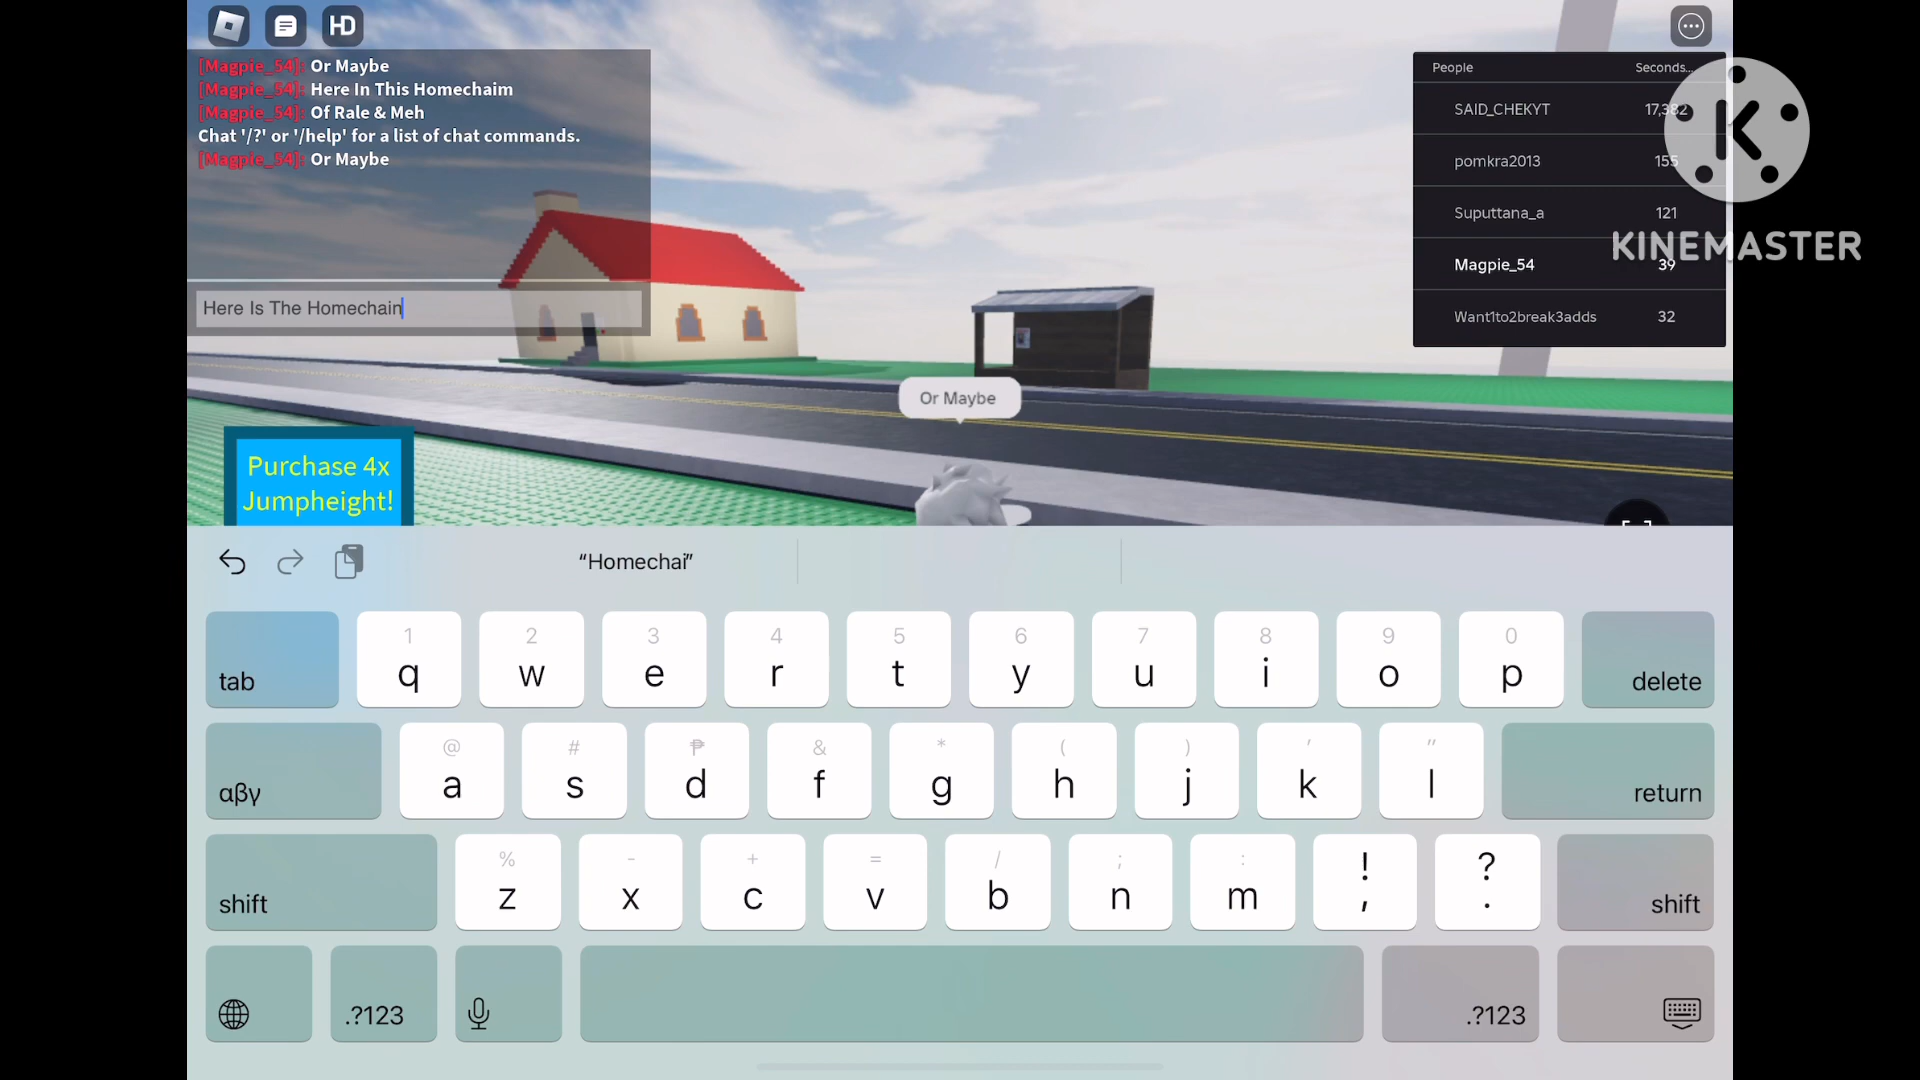 HD
[Magpie_54]: Or Maybe
[Magpie_54]: Here In This Homechaim
[Magpie_54]: Of Rale & Meh
Chat '/?' or '/help' for a list of chat commands.
[Magpie_54]: Or Maybe
Here Is The Homechain
People Seconds...
SAID_CHEKYT 17,382
pomkra2013 155
Suputtana_a 121
Magpie_54 39
Want1to2break3adds 32
K
KINEMASTER
Or Maybe
Purchase 4x
Jumpheight!
“Homechai”
1 2 3 4 5 6 7 8 9 0
tab q w e r t y u i o p delete
@ # ₱ & * ( ) ' "
αβγ a s d f g h j k l return
% - + = / ; : ! ?
shift z x c v b n m , . shift
.?123 .?123